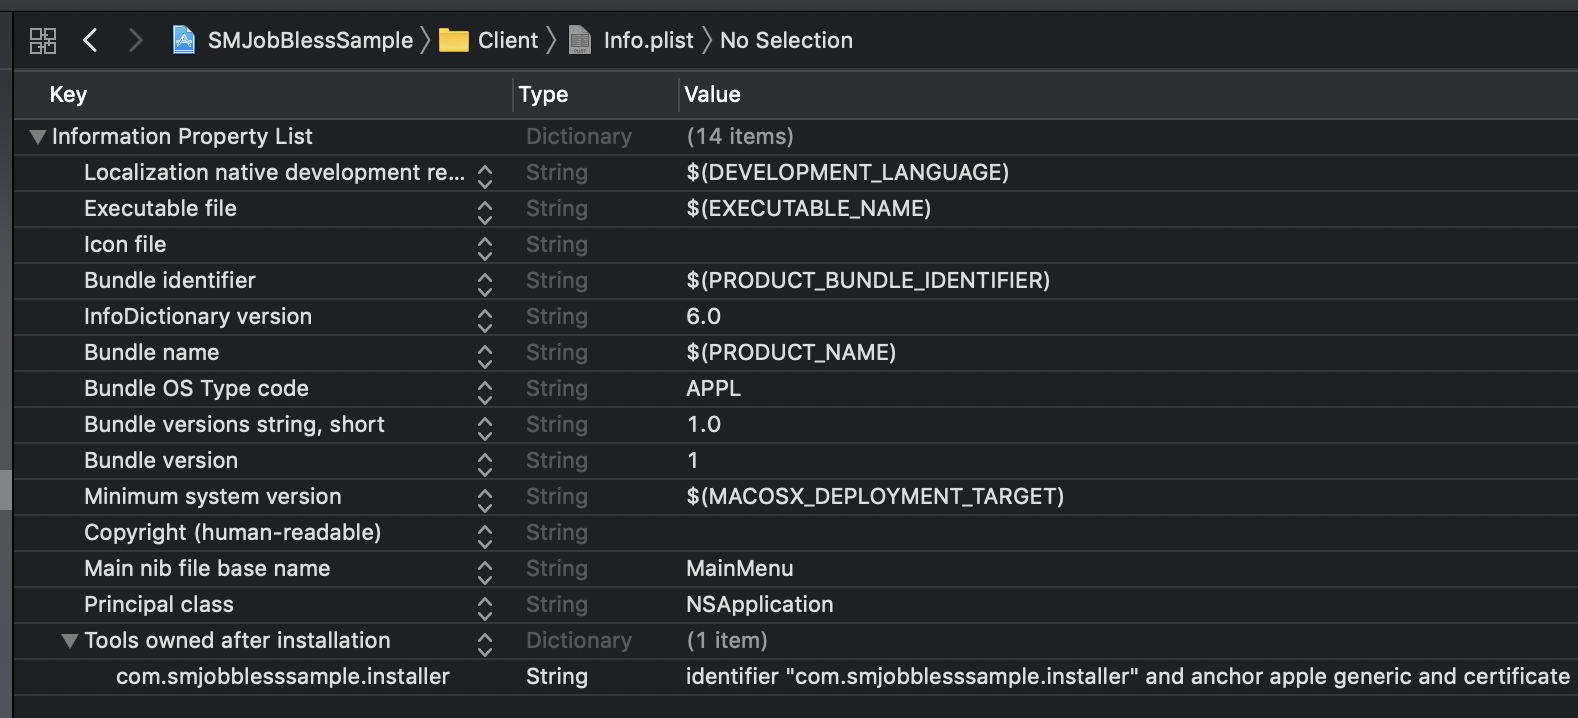 SMJobBlessSample Client Info.plist No Selection
Key Type Value
Information Property List Dictionary (14 items)
Localization native development re... String $(DEVELOPMENT_LANGUAGE)
Executable file String $(EXECUTABLE_NAME)
Icon file String
Bundle identifier String $(PRODUCT_BUNDLE_IDENTIFIER)
InfoDictionary version String 6.0
Bundle name String $(PRODUCT_NAME)
Bundle OS Type code String APPL
Bundle versions string, short String 1.0
Bundle version String 1
Minimum system version String $(MACOSX_DEPLOYMENT_TARGET)
Copyright (human-readable) String
Main nib file base name String MainMenu
Principal class String NSApplication
Tools owned after installation Dictionary (1 item)
com.smjobblesssample.installer String identifier "com.smjobblesssample.installer" and anchor apple generic and certificate